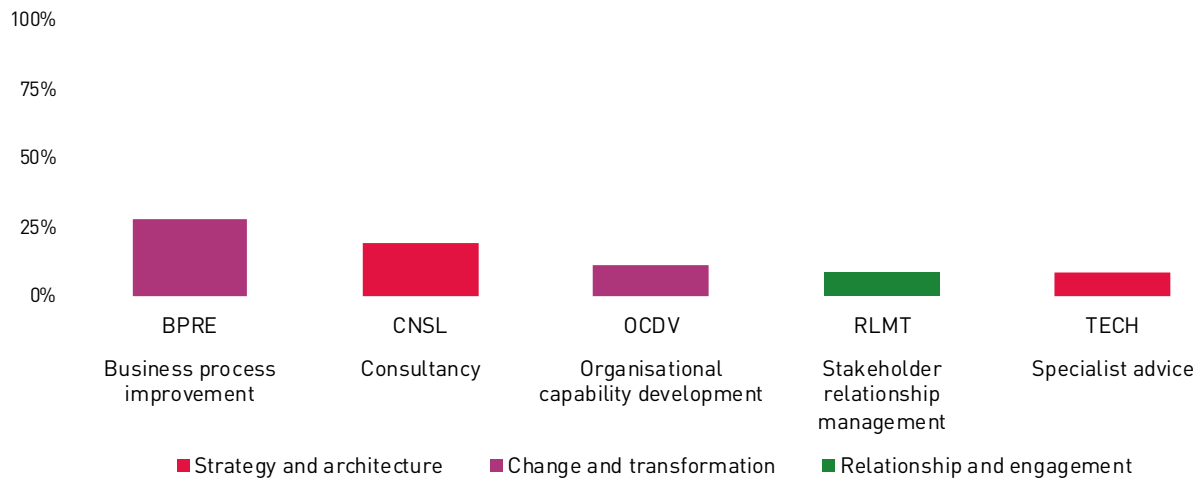 100%
75%
50%
25%
0%
BPRE
CNSL
OCDV
RLMT
TECH
Business process
improvement
Consultancy
Organisational
capability development
Stakeholder
relationship
management
Specialist advice
Strategy and architecture
Change and transformation
Relationship and engagement